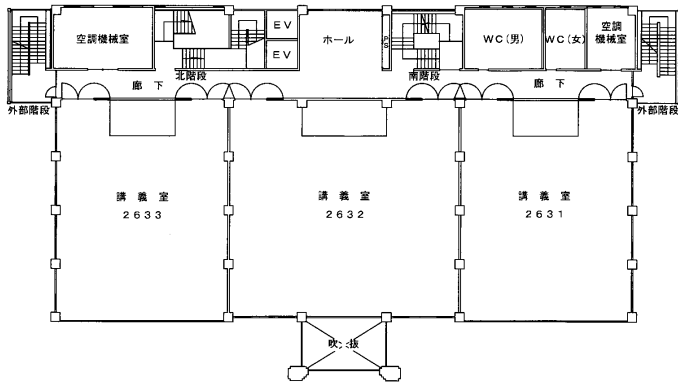 空調機械室
EV
EV
ホール
PS
WC(男)
WC(女)
空調
機械室
北階段
南階段
廊下
廊下
外部階段
外部階段
講義室
2633
講義室
2632
講義室
2631
吹抜